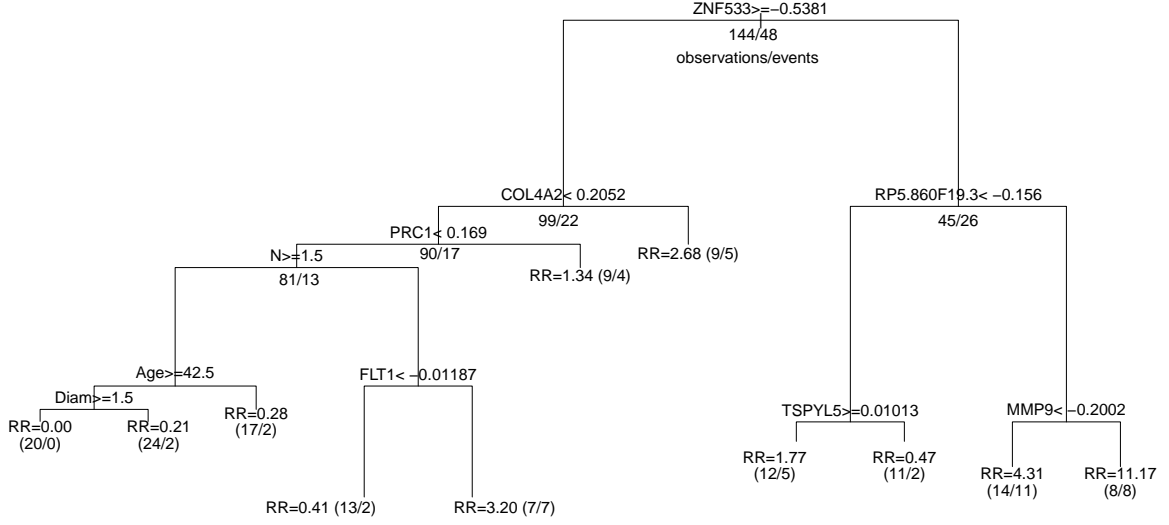 ZNF533>=−0.5381
144/48
observations/events
COL4A2< 0.2052
RP5.860F19.3< −0.156
99/22
45/26
PRC1< 0.169
90/17
RR=2.68 (9/5)
N>=1.5
RR=1.34 (9/4)
81/13
Age>=42.5
FLT1< −0.01187
Diam>=1.5
RR=0.00
(20/0)
RR=0.21
(24/2)
RR=0.28
(17/2)
TSPYL5>=0.01013
MMP9< −0.2002
RR=1.77
(12/5)
RR=0.47
(11/2)
RR=4.31
(14/11)
RR=11.17
(8/8)
RR=0.41 (13/2)
RR=3.20 (7/7)